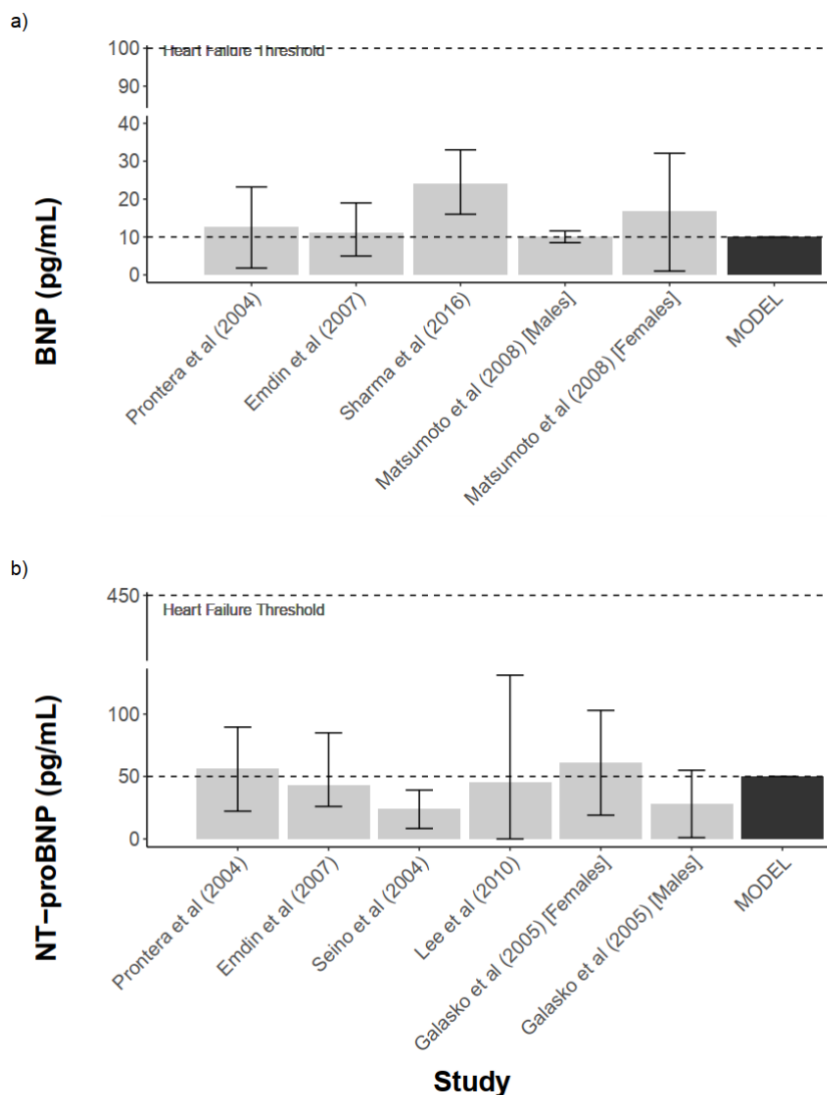 a)
100
Heart Failure Threshold
90
40
30
20
10
0
BNP (pg/mL)
Prontera et al (2004)
Emdin et al (2007)
Sharma et al (2016)
Matsumoto et al (2008) [Males]
Matsumoto et al (2008) [Females]
MODEL
b)
450
Heart Failure Threshold
100
50
0
NT−proBNP (pg/mL)
Prontera et al (2004)
Emdin et al (2007)
Seino et al (2004)
Lee et al (2010)
Galasko et al (2005) [Females]
Galasko et al (2005) [Males]
MODEL
Study